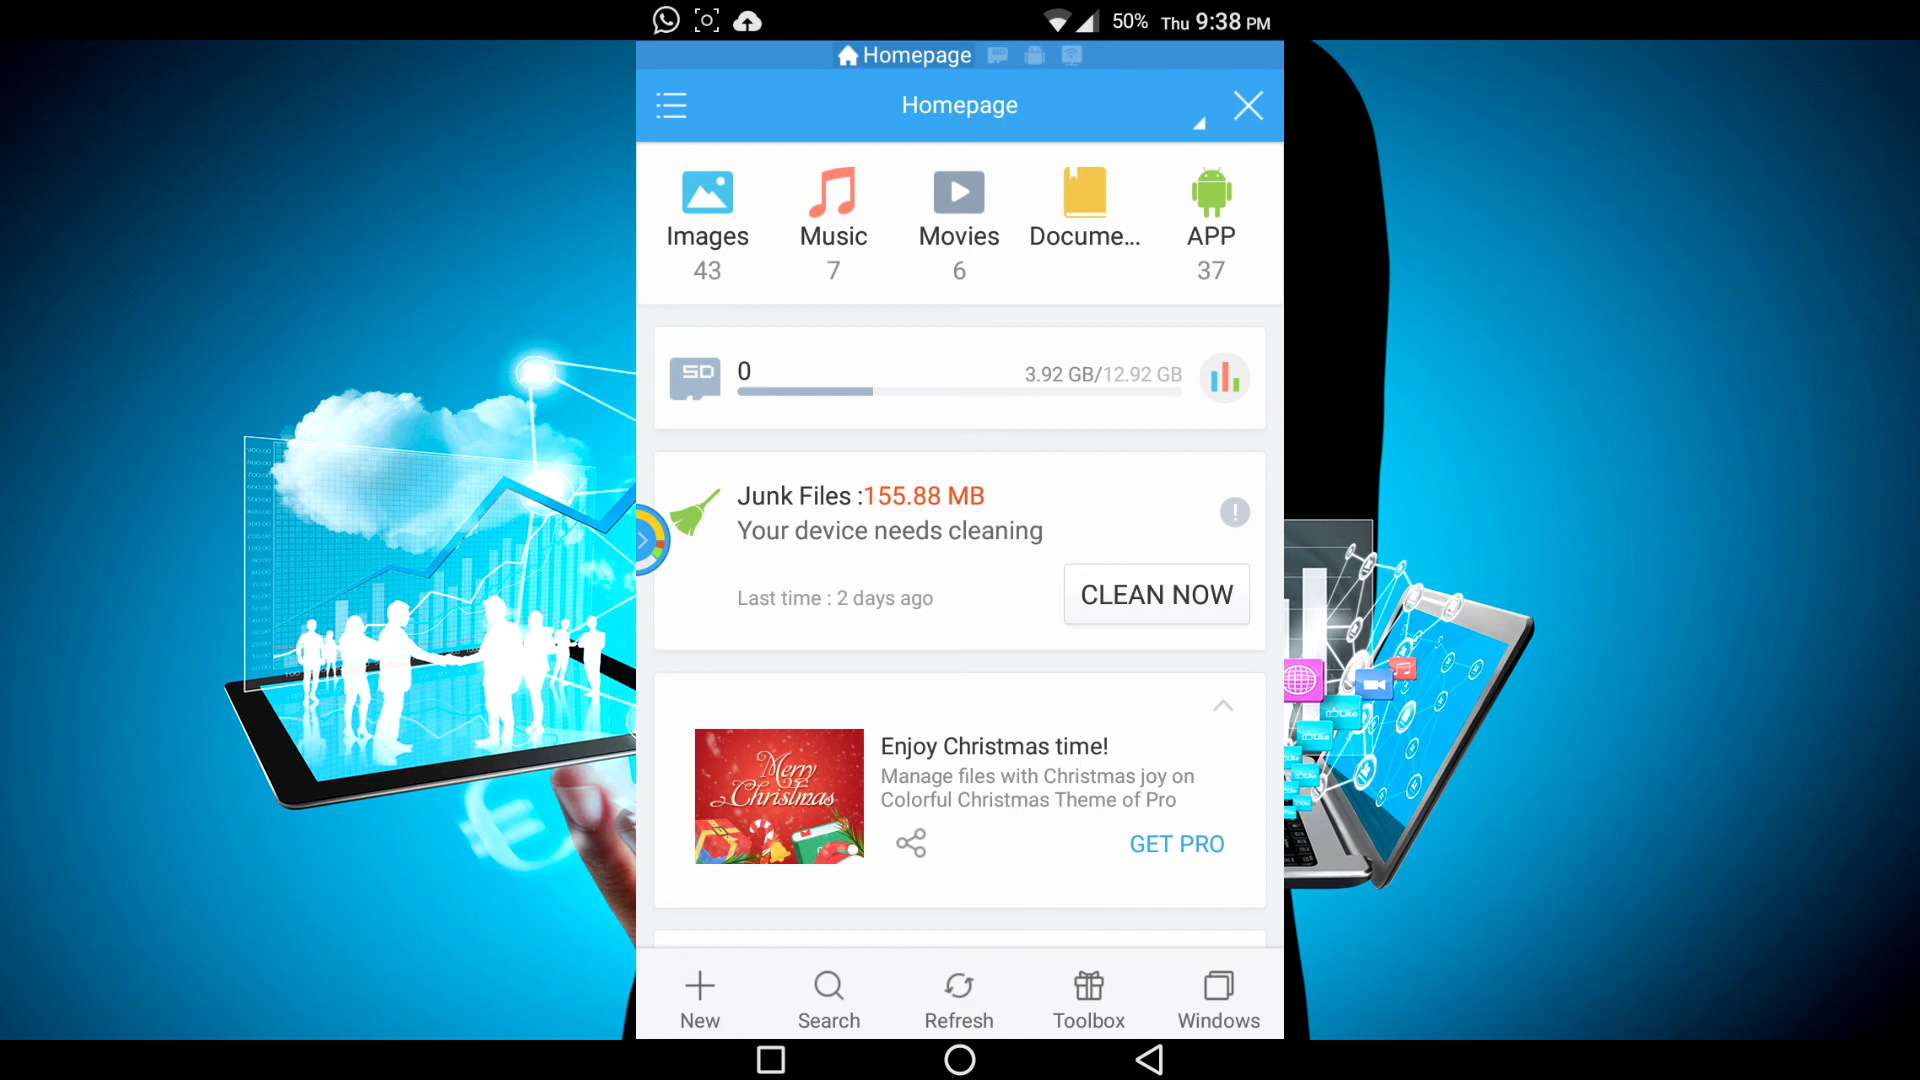 50% Thu 9:38 PM
Homepage
Homepage
Images
43
Music
7
Movies
6
Docume...
APP
37
SD
0
3.92 GB/12.92 GB
Junk Files :155.88 MB
Your device needs cleaning
Last time : 2 days ago
CLEAN NOW
Merry
Christmas
Enjoy Christmas time!
Manage files with Christmas joy on
Colorful Christmas Theme of Pro
GET PRO
New
Search
Refresh
Toolbox
Windows
Like
Like
Like